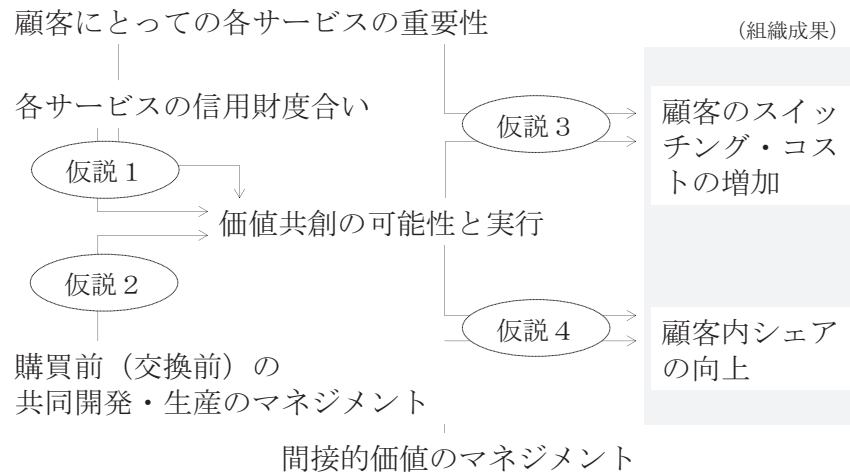 顧客にとっての各サービスの重要性
（組織成果）
各サービスの信用財度合い
仮説１
仮説３
顧客のスイッ
チング・コス
トの増加
価値共創の可能性と実行
仮説２
仮説４
顧客内シェア
の向上
購買前（交換前）の
共同開発・生産のマネジメント
間接的価値のマネジメント